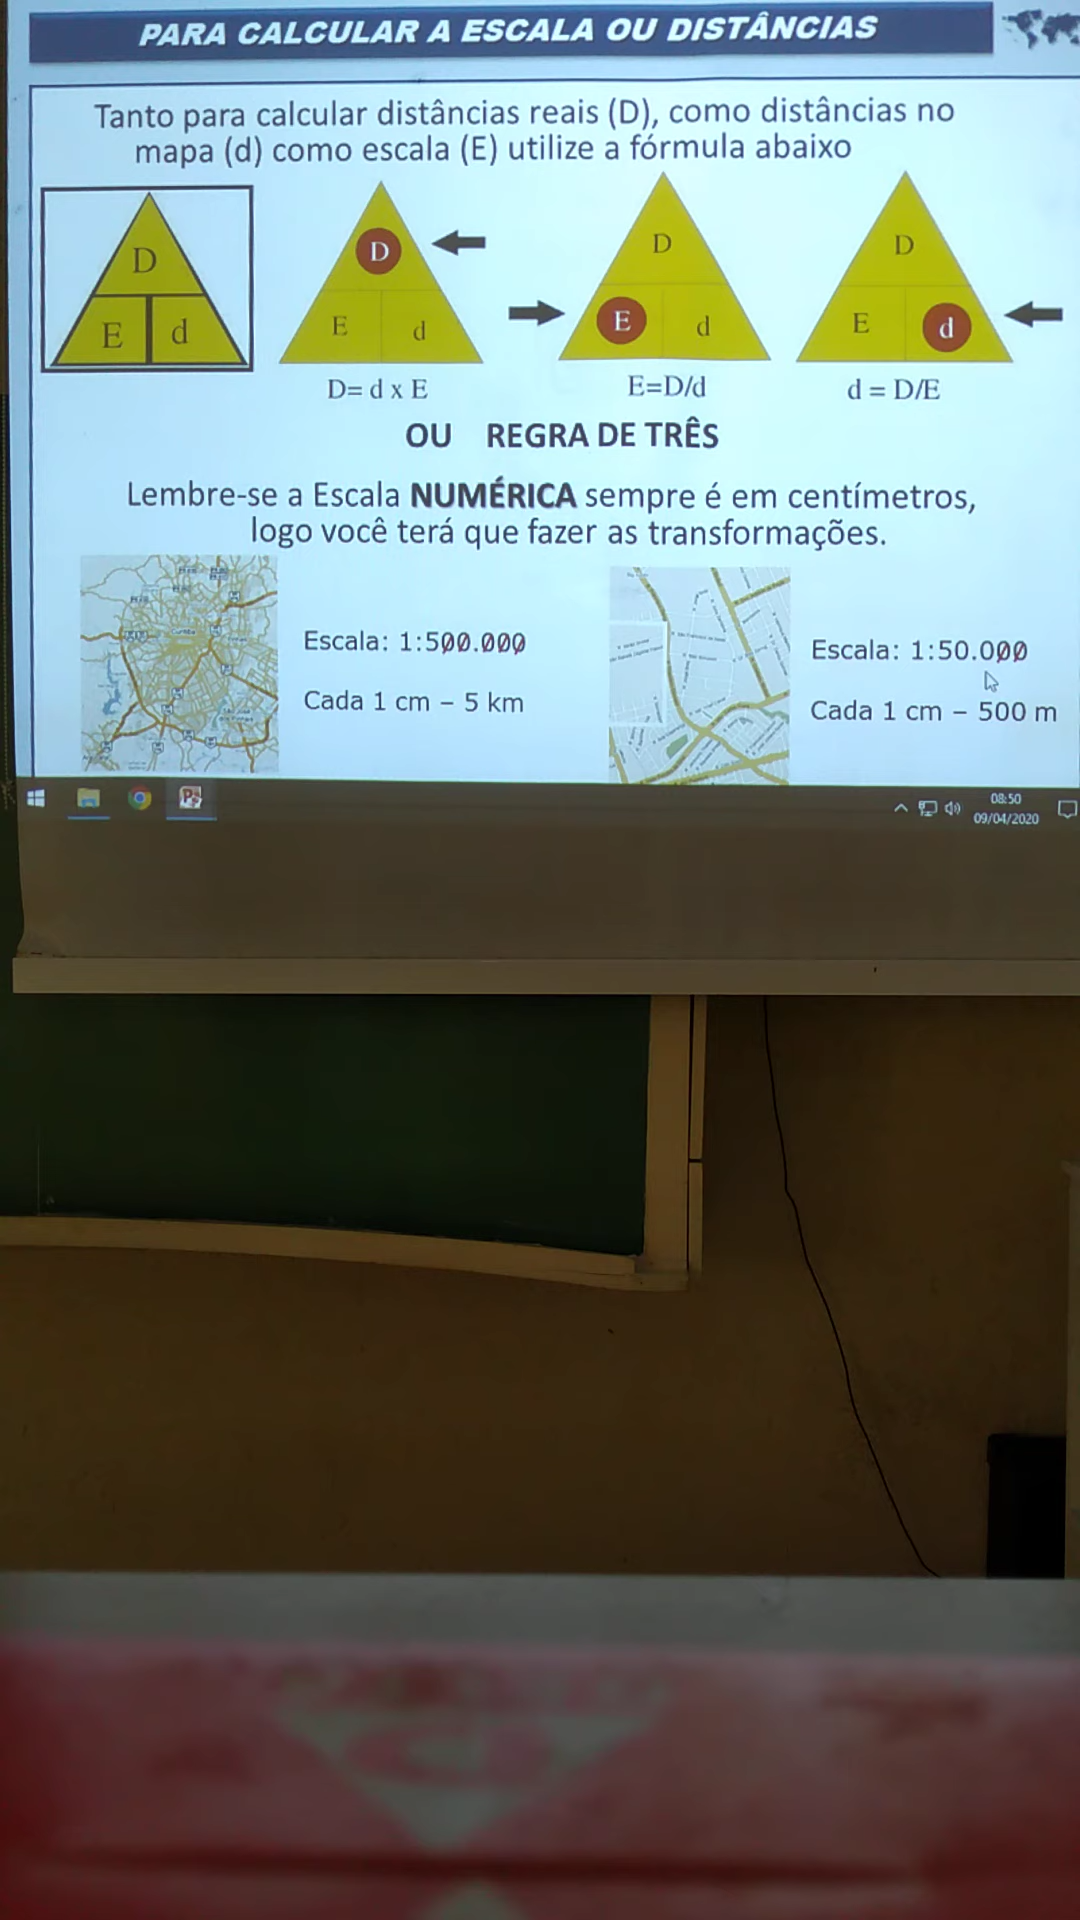 PARA CALCULAR A ESCALA OU DISTÂNCIAS
Tanto para calcular distâncias reais (D), como distâncias no
mapa (d) como escala (E) utilize a fórmula abaixo
D
E d
D
E d
D= d x E
D
E d
E=D/d
D
E d
d = D/E
OU REGRA DE TRÊS
Lembre-se a Escala NUMÉRICA sempre é em centímetros,
logo você terá que fazer as transformações.
Escala: 1:500.000
Cada 1 cm – 5 km
Escala: 1:50.000
Cada 1 cm – 500 m
08:50
09/04/2020